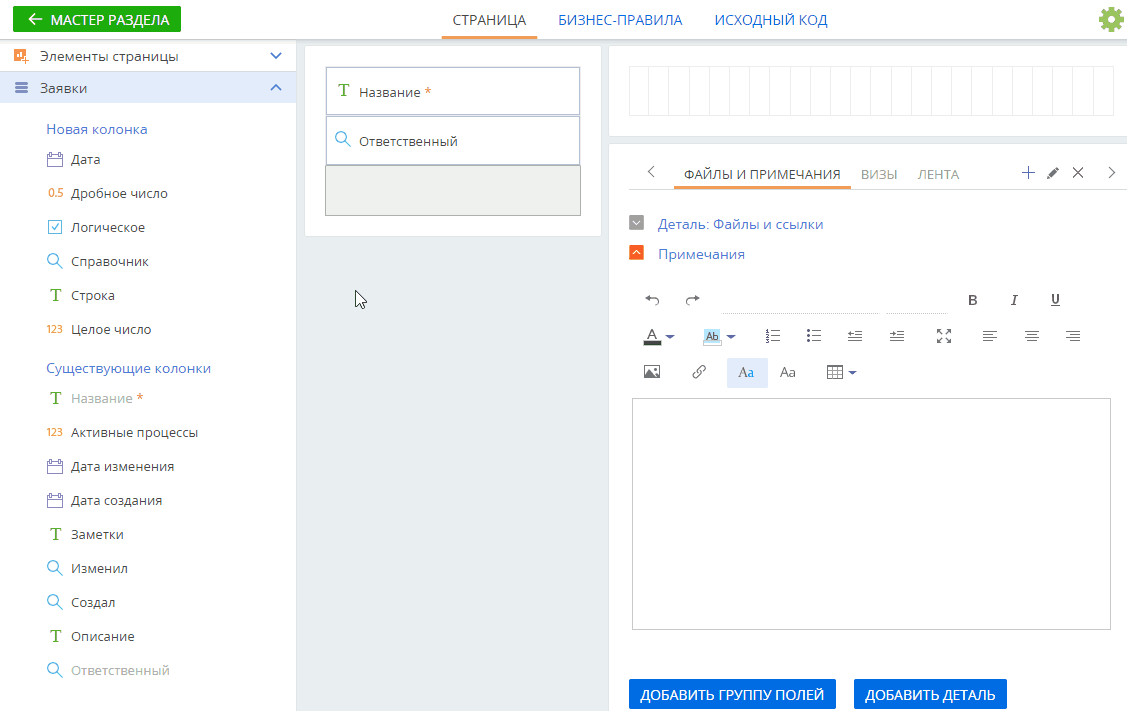 МАСТЕР РАЗДЕЛА
СТРАНИЦА
БИЗНЕС-ПРАВИЛА
ИСХОДНЫЙ КОД
Элементы страницы
Заявки
Новая колонка
Дата
0.5 Дробное число
Логическое
Справочник
T Строка
123 Целое число
Существующие колонки
T Название *
123 Активные процессы
Дата изменения
Дата создания
T Заметки
Изменил
Создал
T Описание
Ответственный
T Название *
Ответственный
ФАЙЛЫ И ПРИМЕЧАНИЯ
ВИЗЫ
ЛЕНТА
Деталь: Файлы и ссылки
Примечания
B I U
A Ab
Aa Aa
ДОБАВИТЬ ГРУППУ ПОЛЕЙ
ДОБАВИТЬ ДЕТАЛЬ